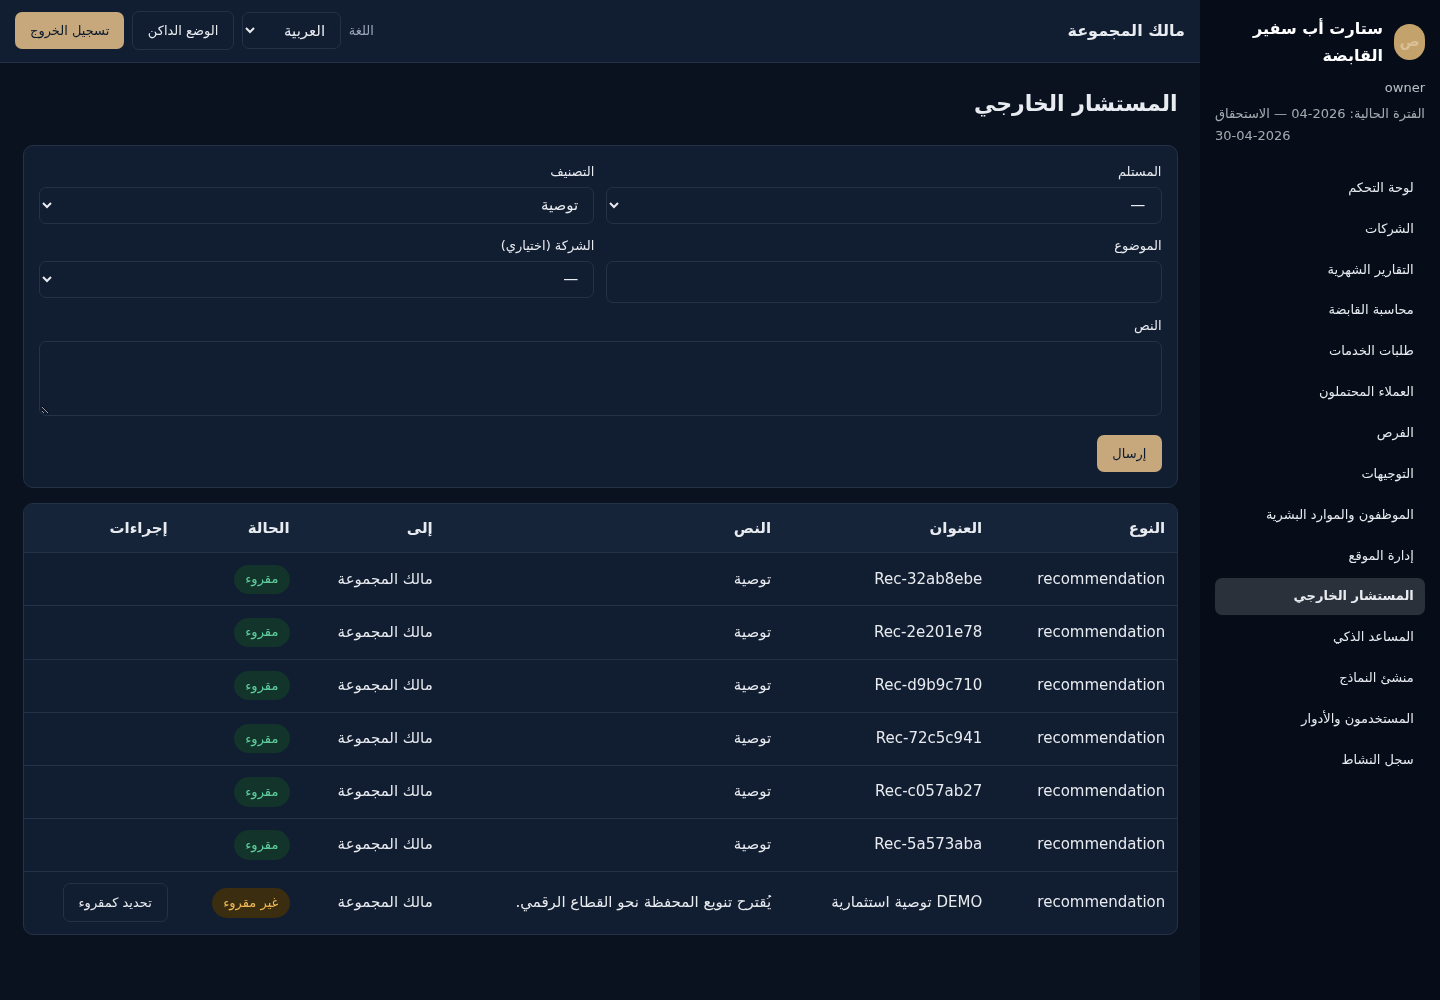 ص
ستارت أب سفير
القابضة
owner
الفترة الحالية: 2026-04 — الاستحقاق
2026-04-30
لوحة التحكم
الشركات
التقارير الشهرية
محاسبة القابضة
طلبات الخدمات
العملاء المحتملون
الفرص
التوجيهات
الموظفون والموارد البشرية
إدارة الموقع
المستشار الخارجي
المساعد الذكي
منشئ النماذج
المستخدمون والأدوار
سجل النشاط
مالك المجموعة
اللغة
العربية
الوضع الداكن
تسجيل الخروج
المستشار الخارجي
المستلم
—
التصنيف
توصية
الموضوع
الشركة (اختياري)
—
النص
إرسال
النوع العنوان النص إلى الحالة إجراءات
recommendation Rec-32ab8ebe توصية مالك المجموعة مقروء
recommendation Rec-2e201e78 توصية مالك المجموعة مقروء
recommendation Rec-d9b9c710 توصية مالك المجموعة مقروء
recommendation Rec-72c5c941 توصية مالك المجموعة مقروء
recommendation Rec-c057ab27 توصية مالك المجموعة مقروء
recommendation Rec-5a573aba توصية مالك المجموعة مقروء
recommendation DEMO توصية استثمارية يُقترح تنويع المحفظة نحو القطاع الرقمي. مالك المجموعة غير مقروء تحديد كمقروء